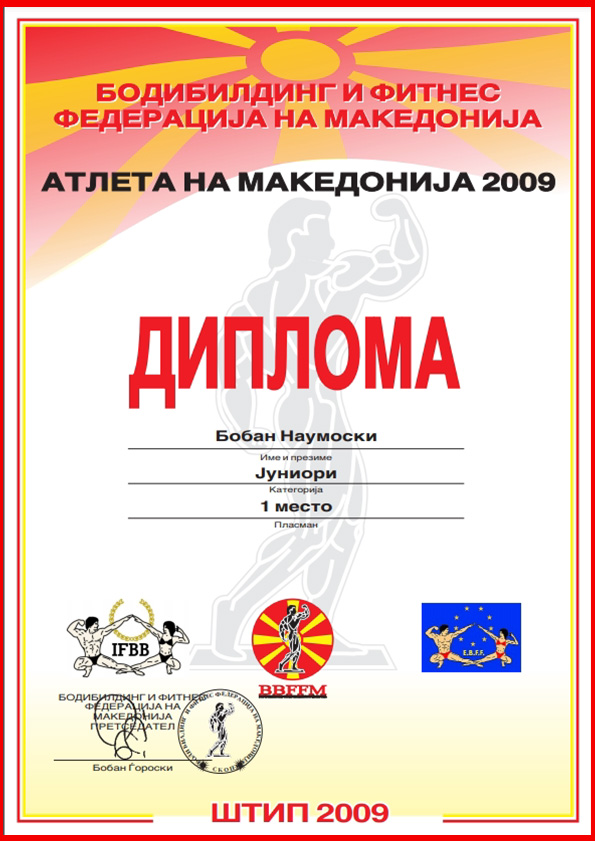 БОДИБИЛДИНГ И ФИТНЕС
ФЕДЕРАЦИЈА НА МАКЕДОНИЈА
АТЛЕТА НА МАКЕДОНИЈА 2009
ДИПЛОМА
Бобан Наумоски
Име и презиме
Јуниори
Категорија
1 место
Пласман
IFBB
BBFFM
E.B.F.F.
БОДИБИЛДИНГ И ФИТНЕС
ФЕДЕРАЦИЈА НА
МАКЕДОНИЈА
ПРЕТСЕДАТЕЛ
Бобан Ѓороски
ШТИП 2009